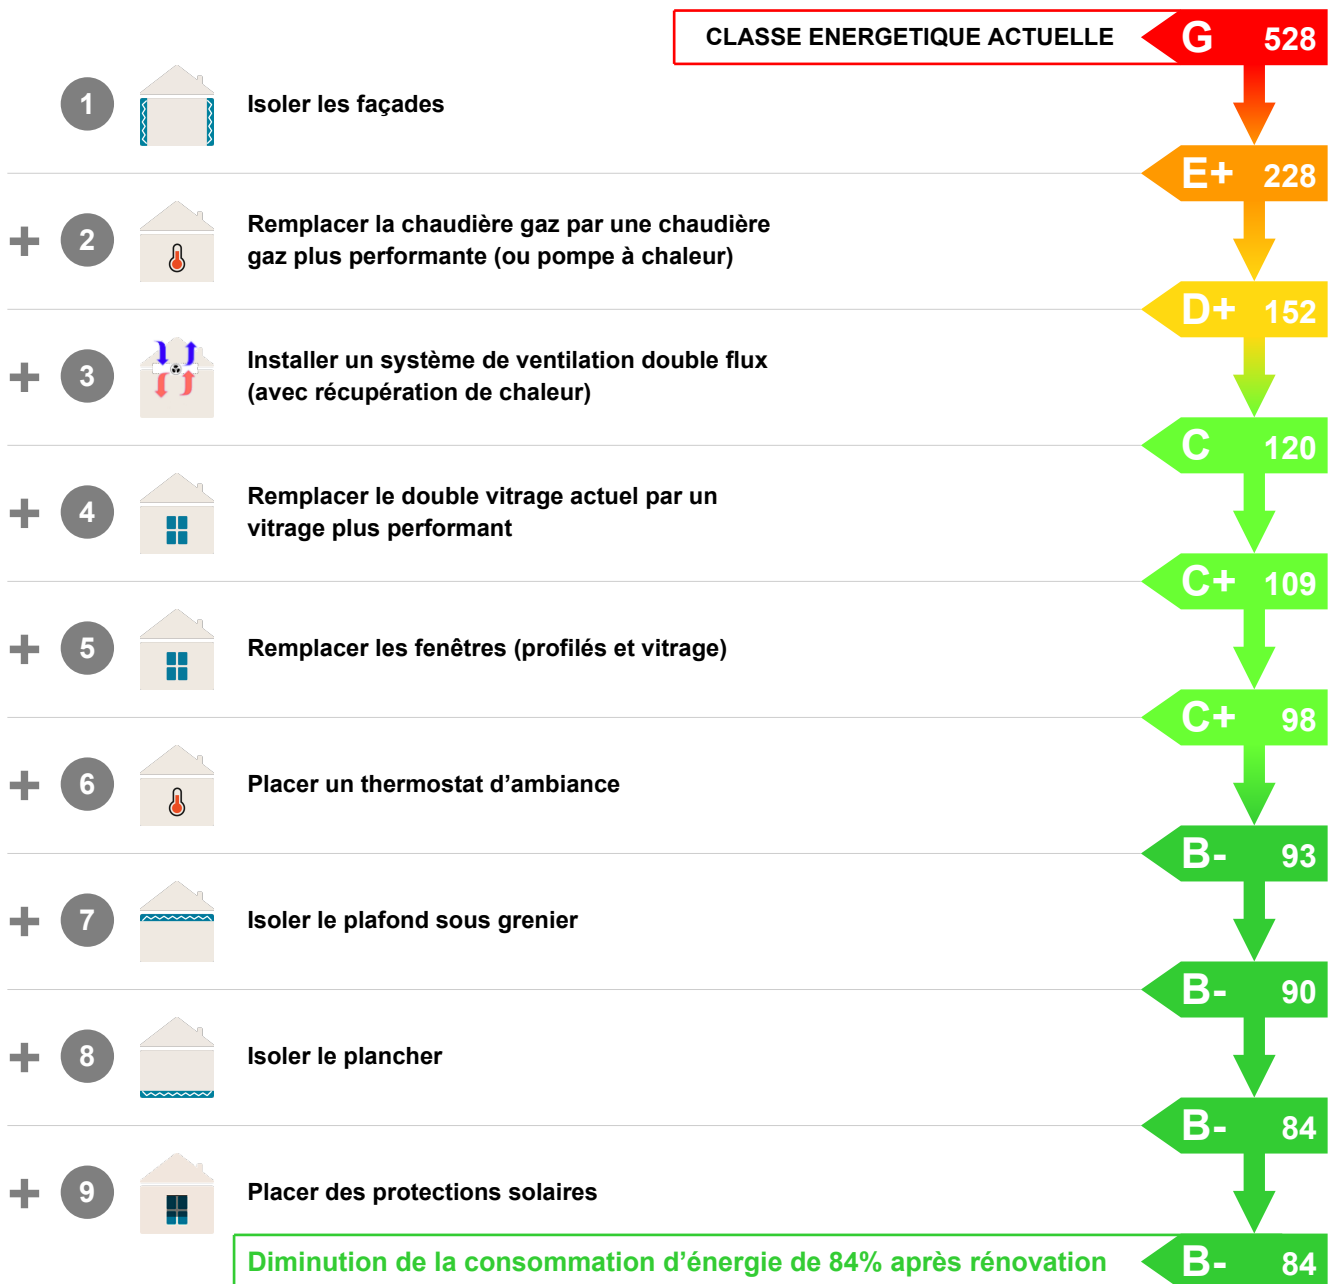 CLASSE ENERGETIQUE ACTUELLE G 528
1 Isoler les façades
E+ 228
+ 2 Remplacer la chaudière gaz par une chaudière
gaz plus performante (ou pompe à chaleur)
D+ 152
+ 3 Installer un système de ventilation double flux
(avec récupération de chaleur)
C 120
+ 4 Remplacer le double vitrage actuel par un
vitrage plus performant
C+ 109
+ 5 Remplacer les fenêtres (profilés et vitrage)
C+ 98
+ 6 Placer un thermostat d’ambiance
B- 93
+ 7 Isoler le plafond sous grenier
B- 90
+ 8 Isoler le plancher
B- 84
+ 9 Placer des protections solaires
Diminution de la consommation d’énergie de 84% après rénovation B- 84